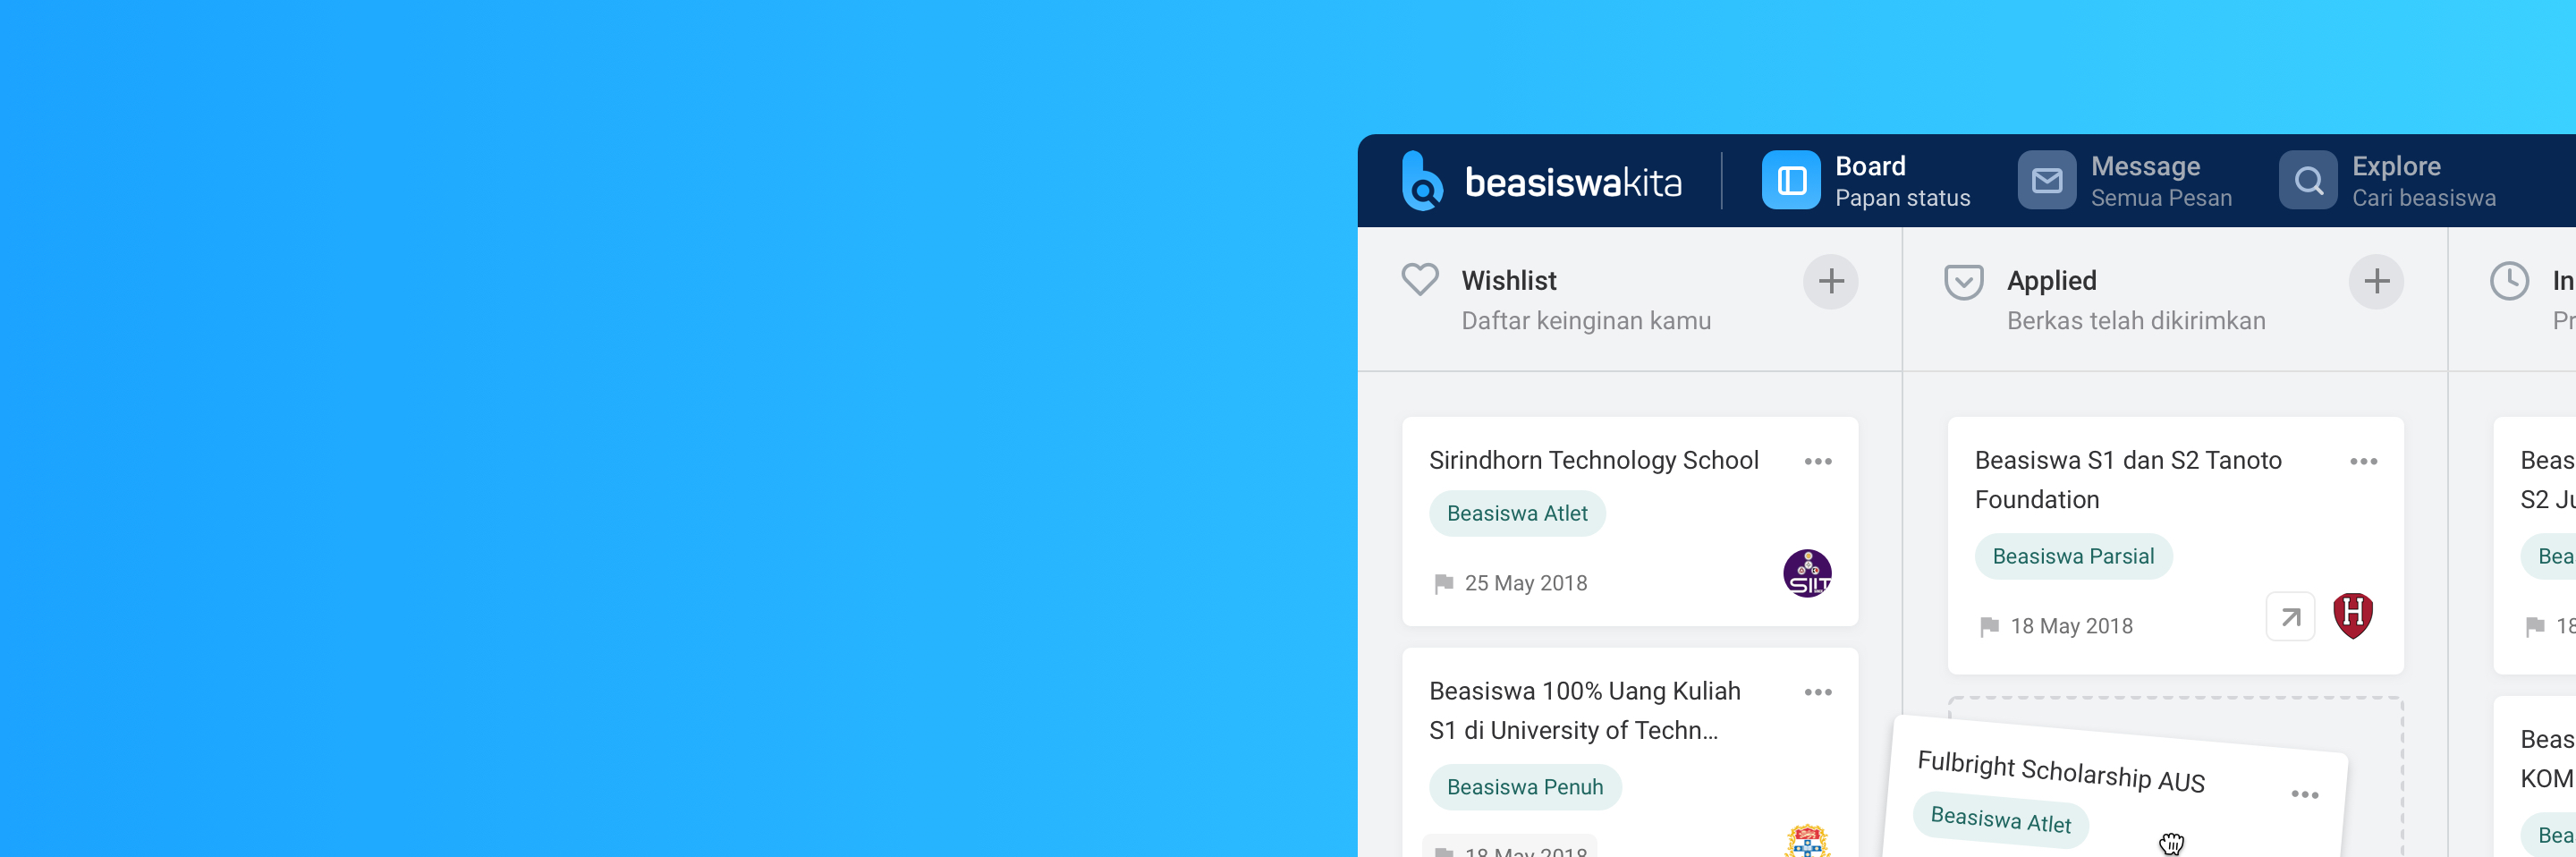 beasiswakita
Board
Papan status
Message
Semua Pesan
Explore
Cari beasiswa
Wishlist
Daftar keinginan kamu
Sirindhorn Technology School
Beasiswa Atlet
25 May 2018
SIIT
Beasiswa 100% Uang Kuliah
S1 di University of Techn...
Beasiswa Penuh
18 May 2018
Applied
Berkas telah dikirimkan
Beasiswa S1 dan S2 Tanoto
Foundation
Beasiswa Parsial
18 May 2018
H
Fulbright Scholarship AUS
Beasiswa Atlet
In
Pr
Beas
S2 Ju
Bea
18
Beas
KOM
Bea